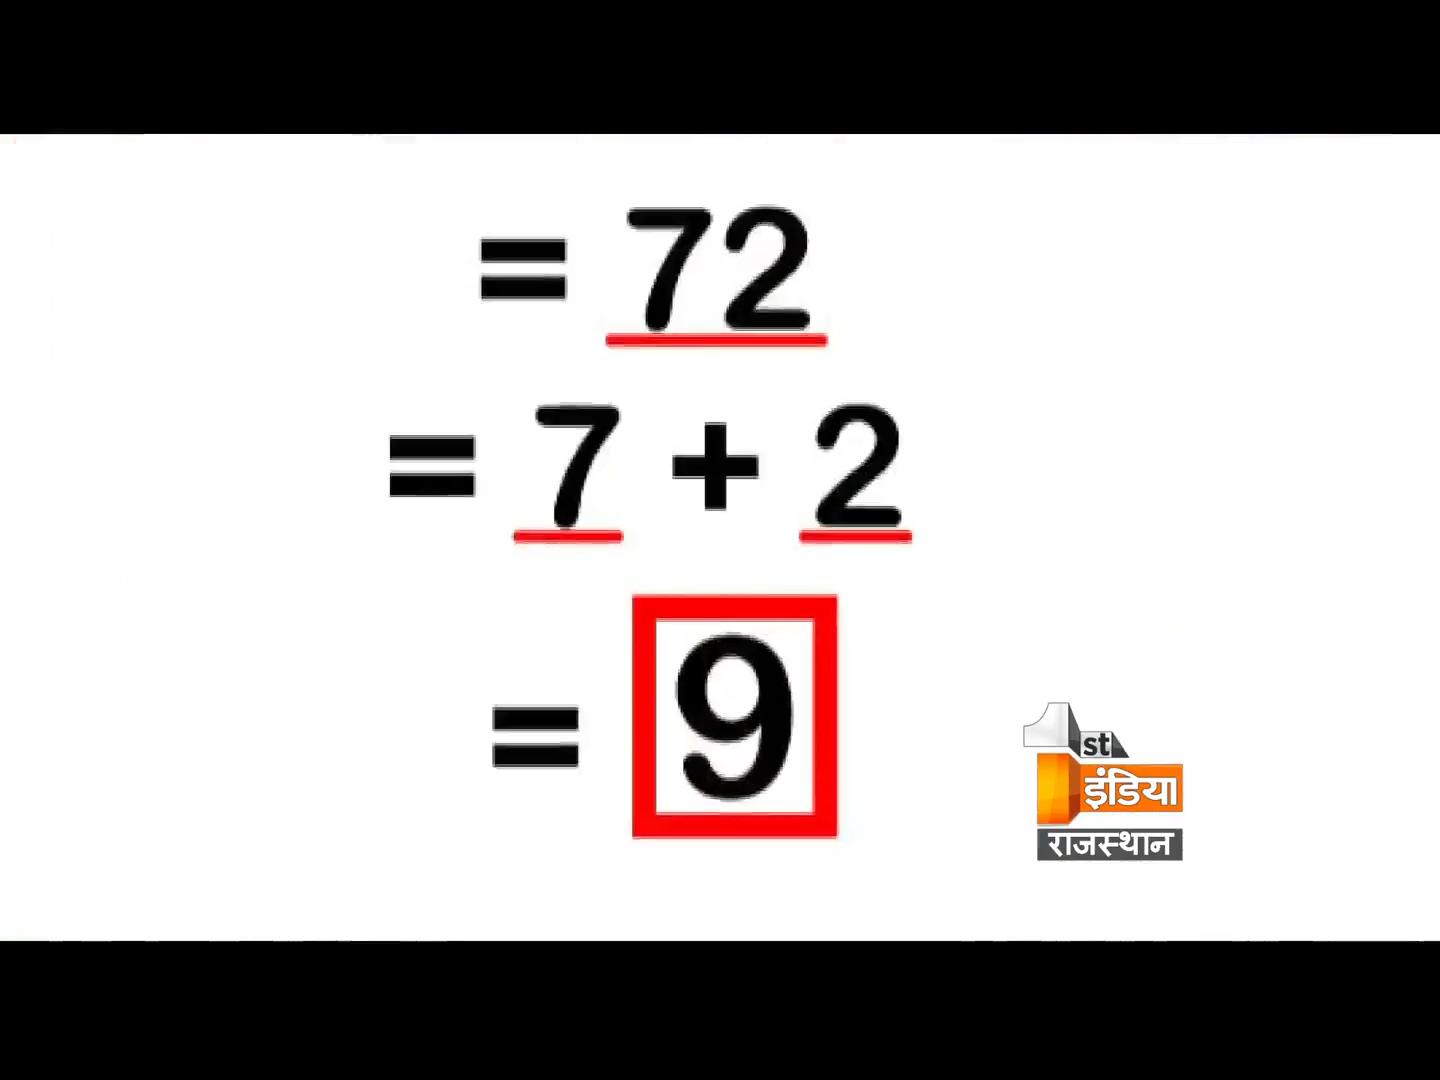 = 72
= 7 + 2
= 9
1st
इंडिया
राजस्थान